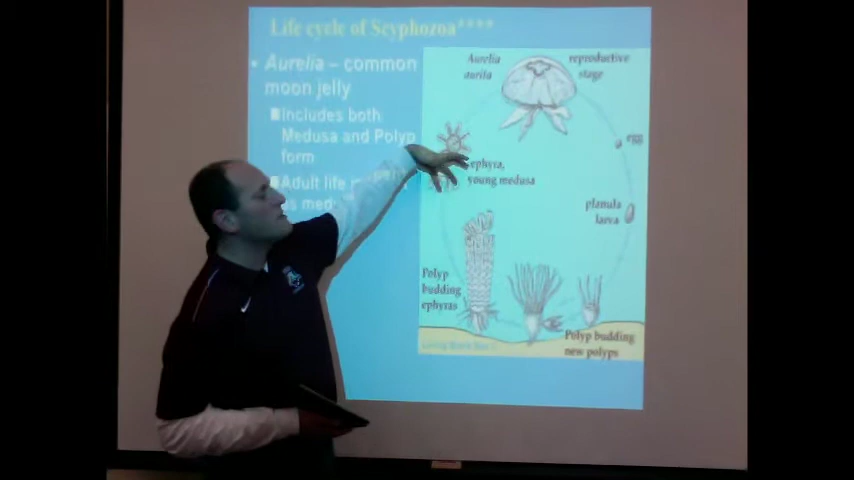 Life cycle of Scyphozoa****
• Aurelia – common
moon jelly
Includes both
Medusa and Polyp
form
Adult life
as
Aurelia
aurita
reproductive
stage
egg
planula
larva
ephyra,
young medusa
Polyp
budding
ephyras
Polyp budding
new polyps